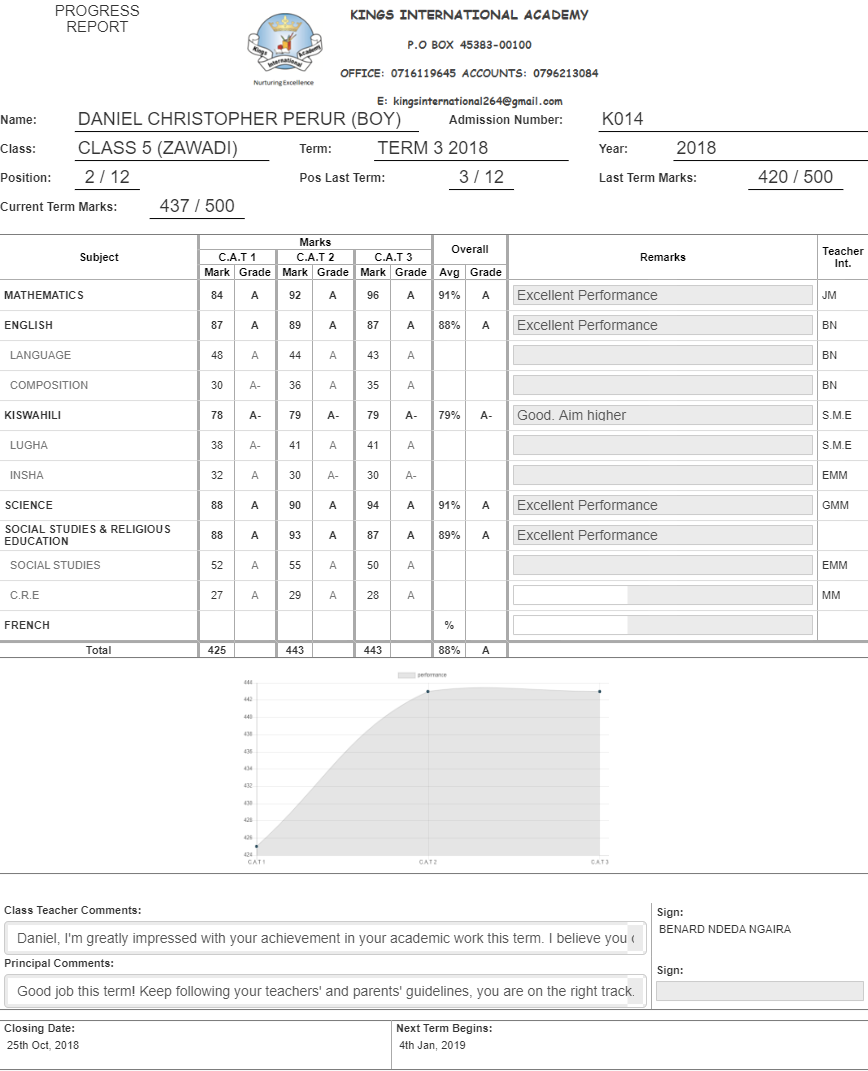 PROGRESS
REPORT
KINGS INTERNATIONAL ACADEMY
P.O BOX 45383-00100
OFFICE: 0716119645 ACCOUNTS: 0796213084
E: kingsinternational264@gmail.com
Kings International Academy
Nurturing Excellence
Name: DANIEL CHRISTOPHER PERUR (BOY) Admission Number: K014
Class: CLASS 5 (ZAWADI) Term: TERM 3 2018 Year: 2018
Position: 2 / 12 Pos Last Term: 3 / 12 Last Term Marks: 420 / 500
Current Term Marks: 437 / 500
Subject Marks Overall Remarks Teacher Int.
C.A.T 1 C.A.T 2 C.A.T 3
Mark Grade Mark Grade Mark Grade Avg Grade
MATHEMATICS 84 A 92 A 96 A 91% A Excellent Performance JM
ENGLISH 87 A 89 A 87 A 88% A Excellent Performance BN
LANGUAGE 48 A 44 A 43 A BN
COMPOSITION 30 A- 36 A 35 A BN
KISWAHILI 78 A- 79 A- 79 A- 79% A- Good. Aim higher S.M.E
LUGHA 38 A- 41 A 41 A S.M.E
INSHA 32 A 30 A- 30 A- EMM
SCIENCE 88 A 90 A 94 A 91% A Excellent Performance GMM
SOCIAL STUDIES & RELIGIOUS
EDUCATION 88 A 93 A 87 A 89% A Excellent Performance
SOCIAL STUDIES 52 A 55 A 50 A EMM
C.R.E 27 A 29 A 28 A MM
FRENCH %
Total 425 443 443 88% A
performance
444
442
440
438
436
434
432
430
428
426
424
C.A.T 1 C.A.T 2 C.A.T 3
Class Teacher Comments:
Daniel, I'm greatly impressed with your achievement in your academic work this term. I believe you
Sign:
BENARD NDEDA NGAIRA
Principal Comments:
Good job this term! Keep following your teachers' and parents' guidelines, you are on the right track.
Sign:
Closing Date: Next Term Begins:
25th Oct, 2018 4th Jan, 2019